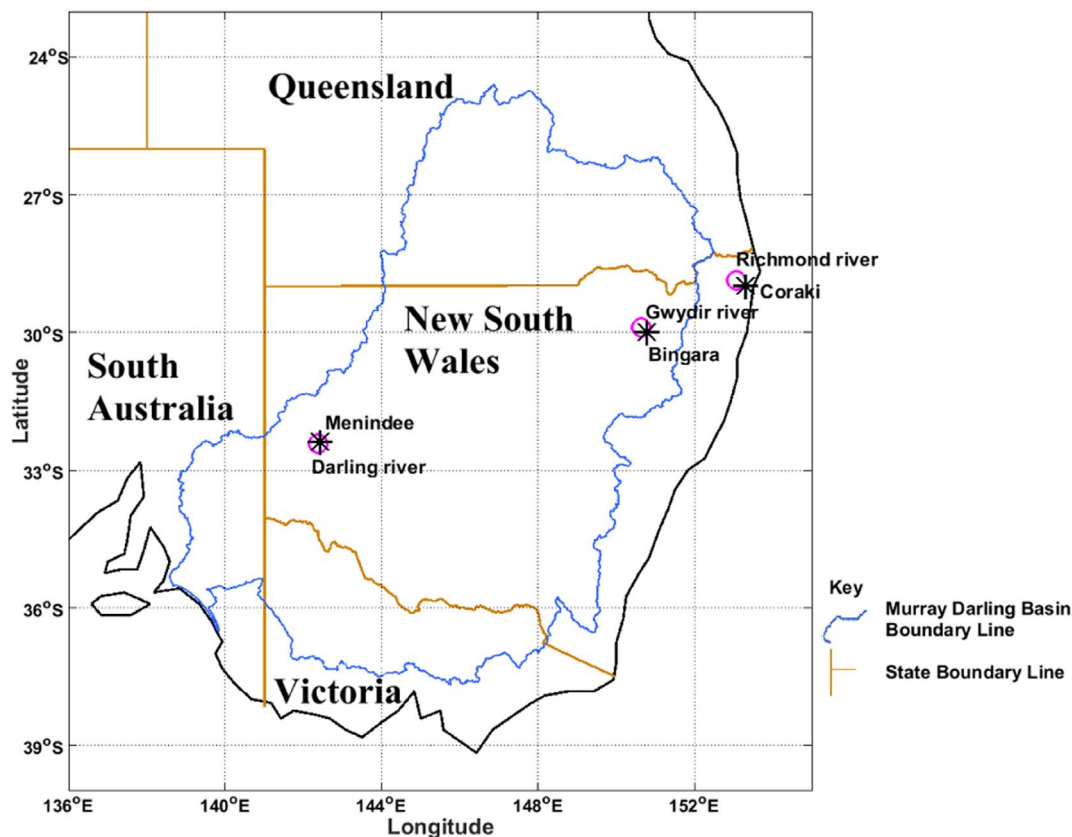 24°S
27°S
30°S
33°S
36°S
39°S
Latitude
Queensland
Richmond river
Coraki
Gwydir river
Bingara
New South
Wales
South
Australia
Menindee
Darling river
Victoria
Key
Murray Darling Basin
Boundary Line
State Boundary Line
136°E
140°E
144°E
148°E
152°E
Longitude